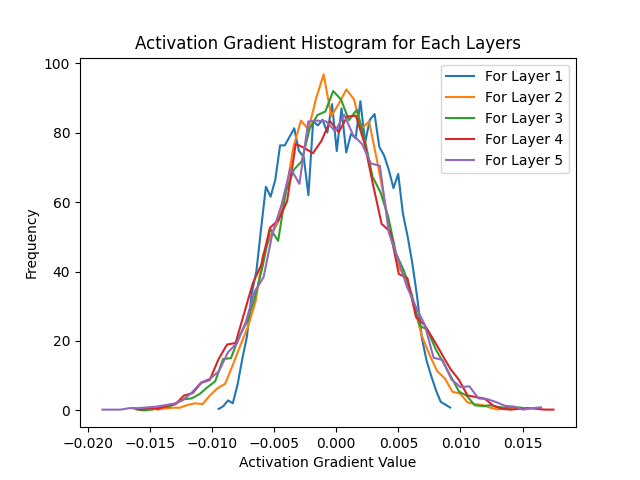 Activation Gradient Histogram for Each Layers
For Layer 1
For Layer 2
For Layer 3
For Layer 4
For Layer 5
100
80
60
40
20
0
Frequency
−0.020
−0.015
−0.010
−0.005
0.000
0.005
0.010
0.015
Activation Gradient Value